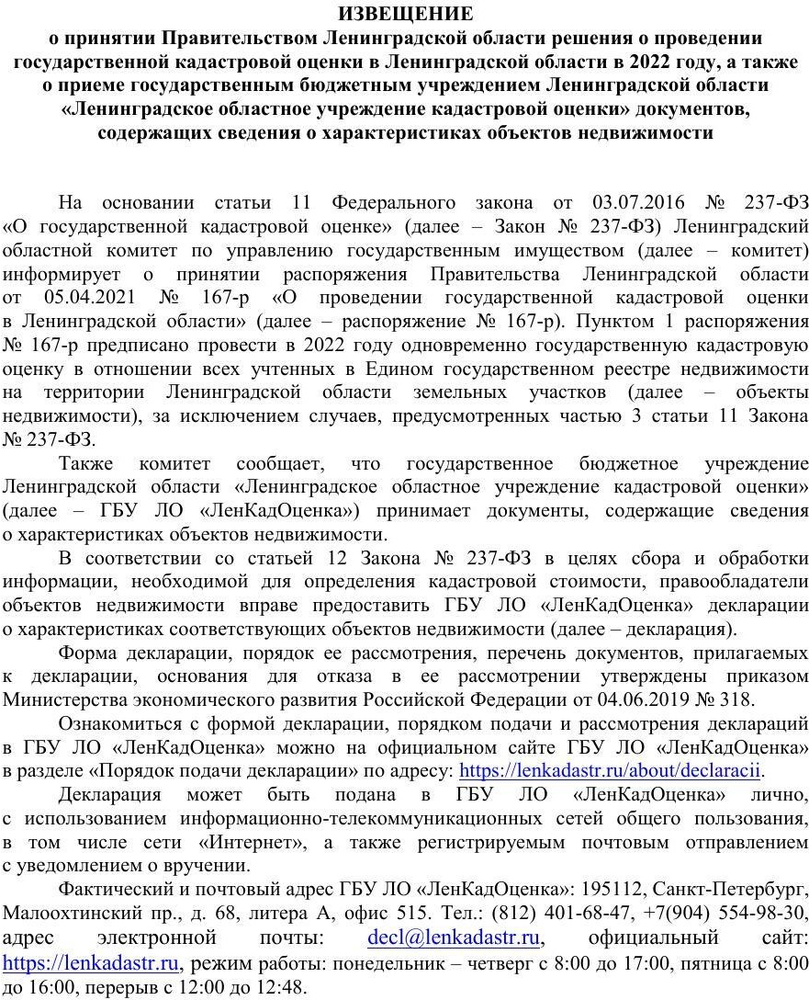 ИЗВЕЩЕНИЕ
о принятии Правительством Ленинградской области решения о проведении
государственной кадастровой оценки в Ленинградской области в 2022 году, а также
о приеме государственным бюджетным учреждением Ленинградской области
«Ленинградское областное учреждение кадастровой оценки» документов,
содержащих сведения о характеристиках объектов недвижимости
На основании статьи 11 Федерального закона от 03.07.2016 № 237-ФЗ
«О государственной кадастровой оценке» (далее – Закон № 237-ФЗ) Ленинградский
областной комитет по управлению государственным имуществом (далее – комитет)
информирует о принятии распоряжения Правительства Ленинградской области
от 05.04.2021 № 167-р «О проведении государственной кадастровой оценки
в Ленинградской области» (далее – распоряжение № 167-р). Пунктом 1 распоряжения
№ 167-р предписано провести в 2022 году одновременно государственную кадастровую
оценку в отношении всех учтенных в Едином государственном реестре недвижимости
на территории Ленинградской области земельных участков (далее – объекты
недвижимости), за исключением случаев, предусмотренных частью 3 статьи 11 Закона
№ 237-ФЗ.
Также комитет сообщает, что государственное бюджетное учреждение
Ленинградской области «Ленинградское областное учреждение кадастровой оценки»
(далее – ГБУ ЛО «ЛенКадОценка») принимает документы, содержащие сведения
о характеристиках объектов недвижимости.
В соответствии со статьей 12 Закона № 237-ФЗ в целях сбора и обработки
информации, необходимой для определения кадастровой стоимости, правообладатели
объектов недвижимости вправе предоставить ГБУ ЛО «ЛенКадОценка» декларации
о характеристиках соответствующих объектов недвижимости (далее – декларация).
Форма декларации, порядок ее рассмотрения, перечень документов, прилагаемых
к декларации, основания для отказа в ее рассмотрении утверждены приказом
Министерства экономического развития Российской Федерации от 04.06.2019 № 318.
Ознакомиться с формой декларации, порядком подачи и рассмотрения деклараций
в ГБУ ЛО «ЛенКадОценка» можно на официальном сайте ГБУ ЛО «ЛенКадОценка»
в разделе «Порядок подачи декларации» по адресу: https://lenkadastr.ru/about/declaracii.
Декларация может быть подана в ГБУ ЛО «ЛенКадОценка» лично,
с использованием информационно-телекоммуникационных сетей общего пользования,
в том числе сети «Интернет», а также регистрируемым почтовым отправлением
с уведомлением о вручении.
Фактический и почтовый адрес ГБУ ЛО «ЛенКадОценка»: 195112, Санкт-Петербург,
Малоохтинский пр., д. 68, литера А, офис 515. Тел.: (812) 401-68-47, +7(904) 554-98-30,
адрес электронной почты: decl@lenkadastr.ru, официальный сайт:
https://lenkadastr.ru, режим работы: понедельник – четверг с 8:00 до 17:00, пятница с 8:00
до 16:00, перерыв с 12:00 до 12:48.